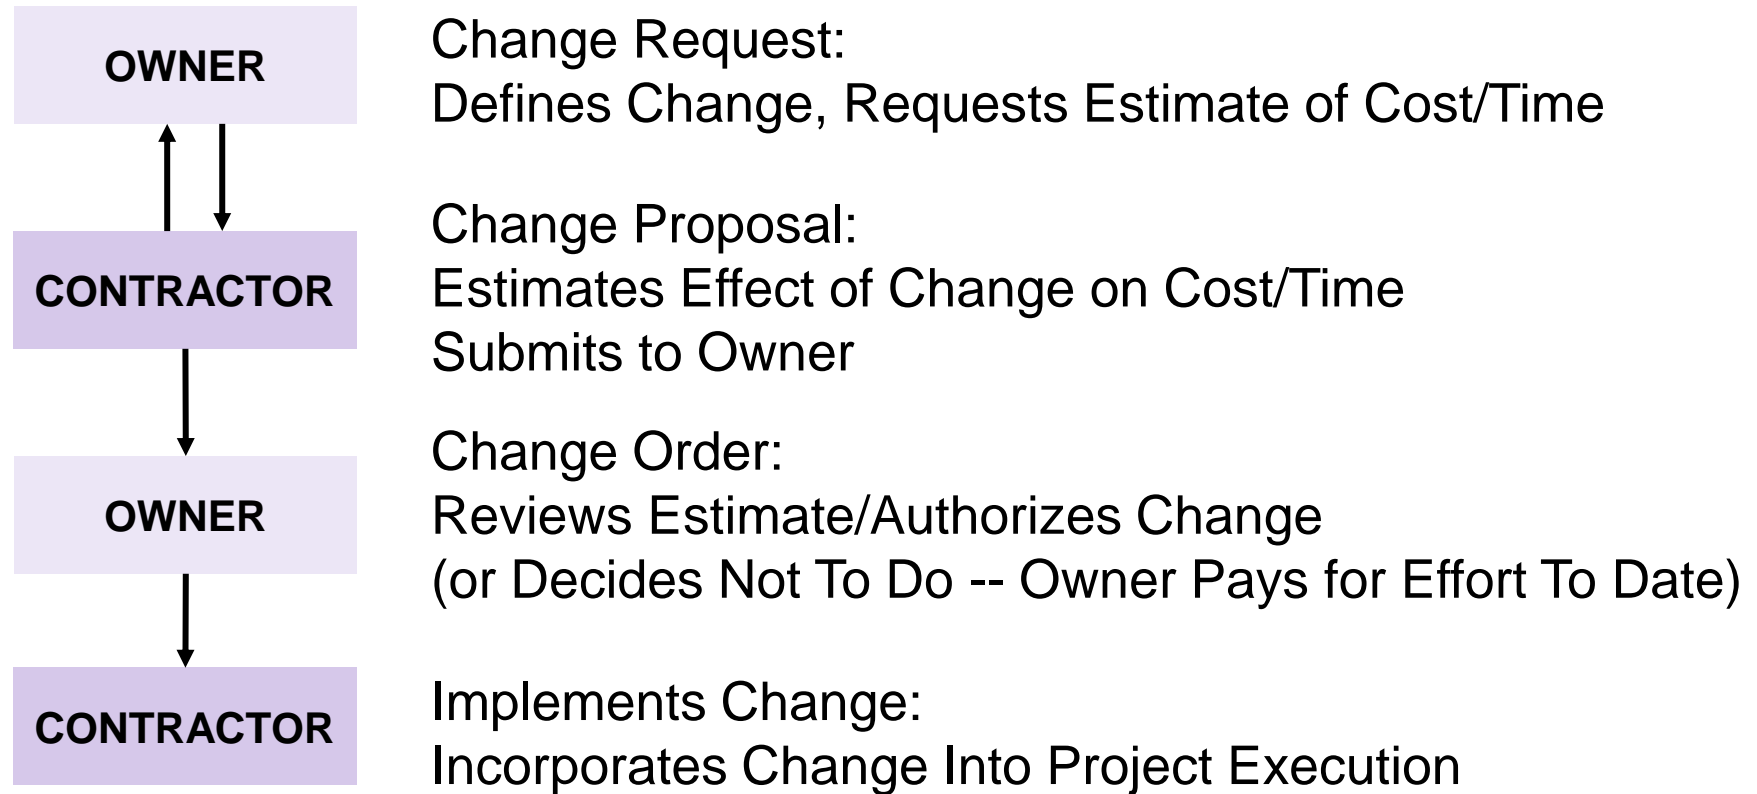 OWNER
Change Request:
Defines Change, Requests Estimate of Cost/Time
CONTRACTOR
Change Proposal:
Estimates Effect of Change on Cost/Time
Submits to Owner
OWNER
Change Order:
Reviews Estimate/Authorizes Change
(or Decides Not To Do -- Owner Pays for Effort To Date)
CONTRACTOR
Implements Change:
Incorporates Change Into Project Execution